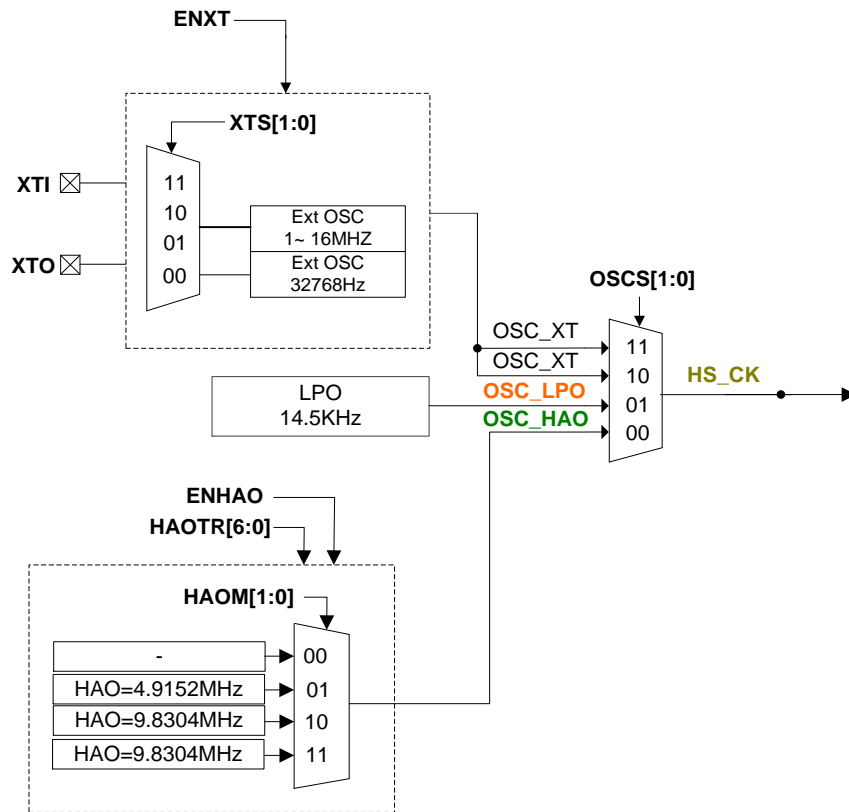 ENXT
XTS[1:0]
XTI
XTO
11
10
01
00
Ext OSC
1~ 16MHZ
Ext OSC
32768Hz
OSCS[1:0]
OSC_XT
OSC_XT
OSC_LPO
OSC_HAO
11
10
01
00
HS_CK
LPO
14.5KHz
ENHAO
HAOTR[6:0]
HAOM[1:0]
-
00
HAO=4.9152MHz
01
HAO=9.8304MHz
10
HAO=9.8304MHz
11